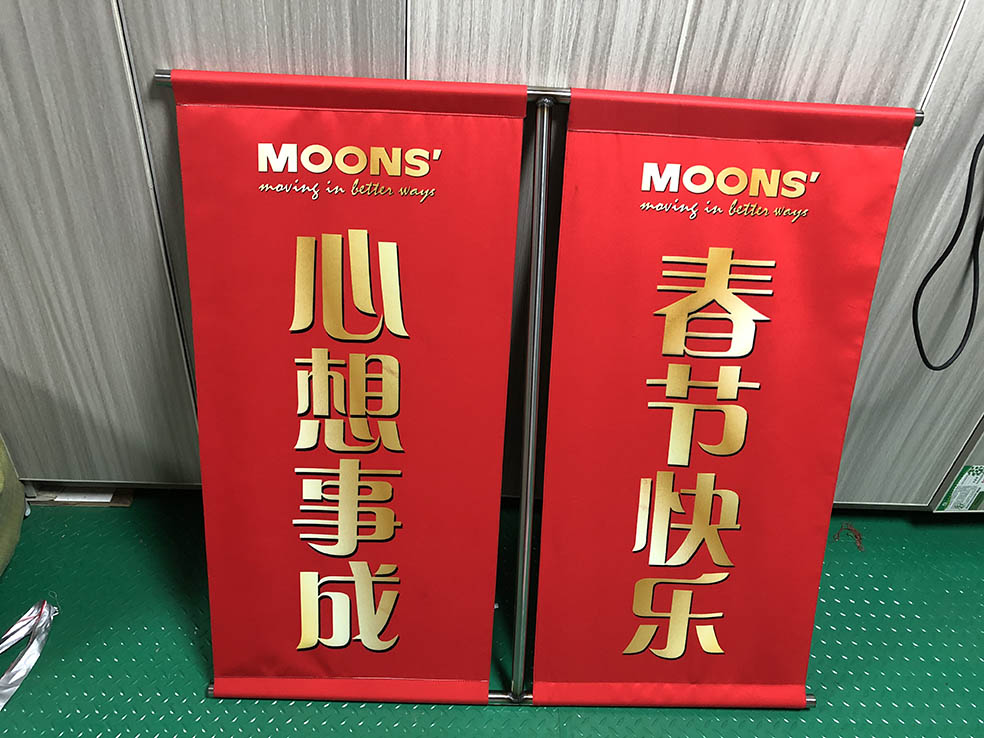 MOONS'
moving in better ways
心想事成
MOONS'
moving in better ways
春节快乐